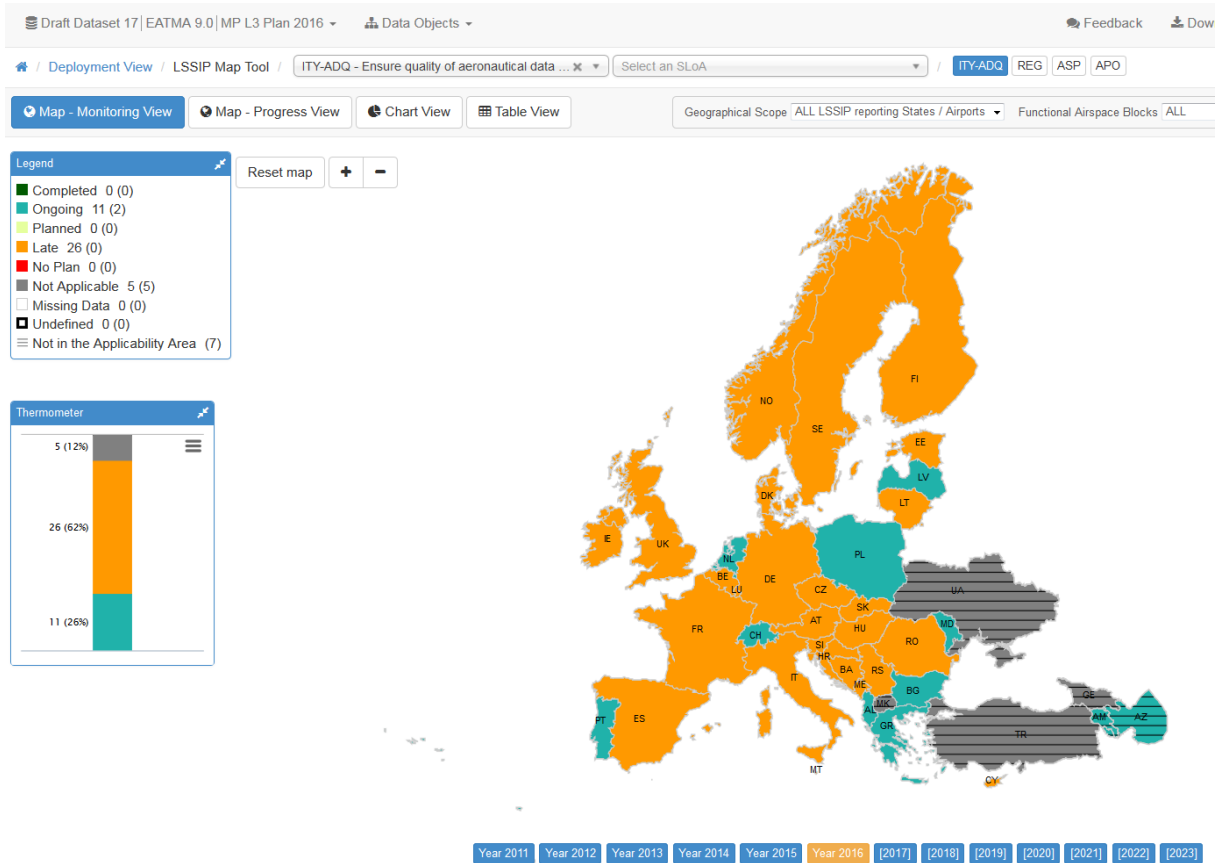 Draft Dataset 17 | EATMA 9.0 | MP L3 Plan 2016
Data Objects
Feedback
Dow
/ Deployment View / LSSIP Map Tool /
ITY-ADQ - Ensure quality of aeronautical data ...
Select an SLoA
/
ITY-ADQ
REG
ASP
APO
Map - Monitoring View
Map - Progress View
Chart View
Table View
Geographical Scope
ALL LSSIP reporting States / Airports
Functional Airspace Blocks
ALL
Legend
Completed 0 (0)
Ongoing 11 (2)
Planned 0 (0)
Late 26 (0)
No Plan 0 (0)
Not Applicable 5 (5)
Missing Data 0 (0)
Undefined 0 (0)
Not in the Applicability Area (7)
Reset map
+
-
Thermometer
5 (12%)
26 (62%)
11 (26%)
FI
NO
SE
EE
LV
LT
DK
IE
UK
NL
PL
BE
DE
LU
CZ
UA
SK
AT
HU
MD
FR
CH
RO
SI
HR
BA
RS
IT
ME
BG
GE
MK
AL
PT
ES
GR
AM
AZ
TR
MT
CY
Year 2011
Year 2012
Year 2013
Year 2014
Year 2015
Year 2016
[2017]
[2018]
[2019]
[2020]
[2021]
[2022]
[2023]